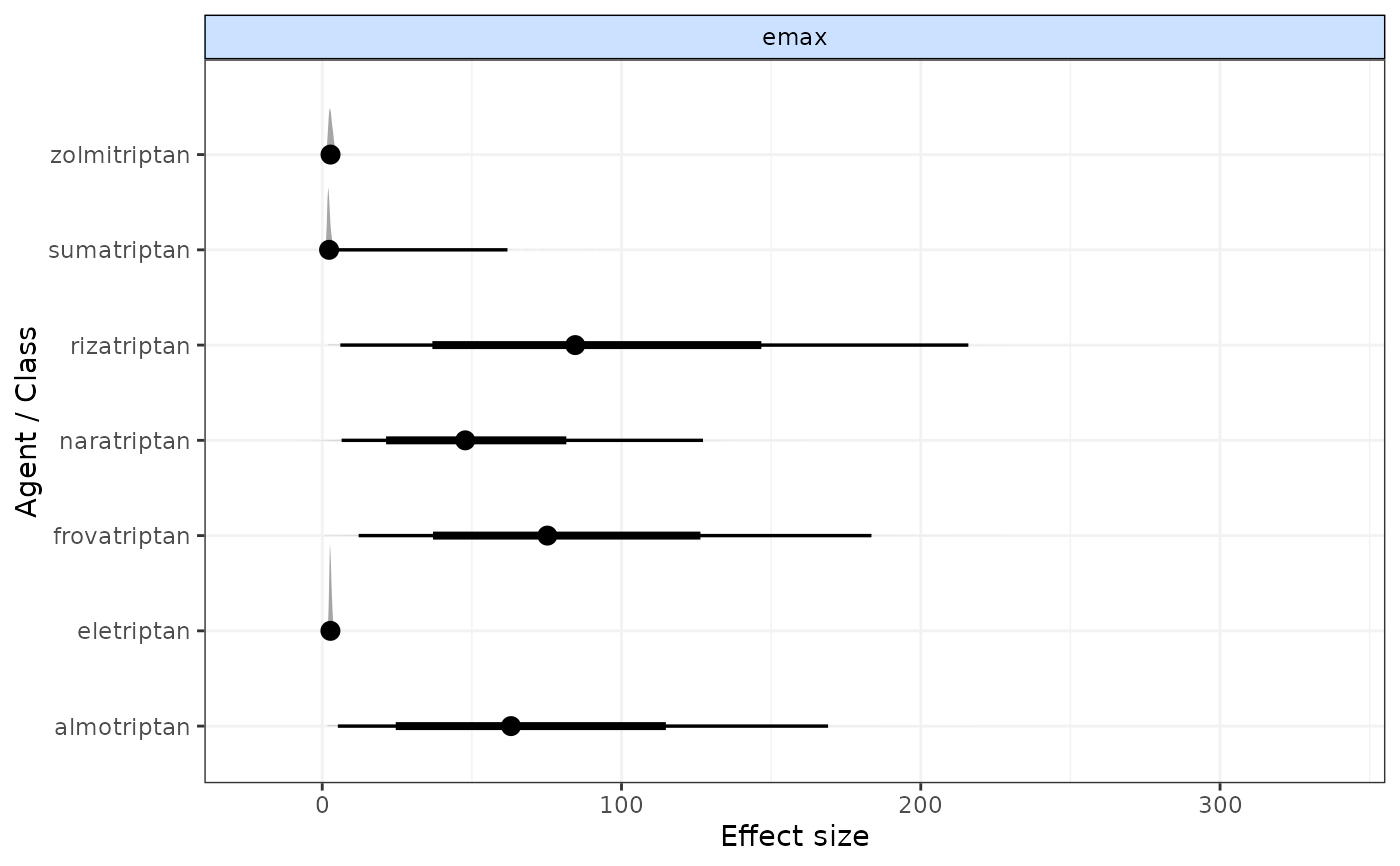 emax
zolmitriptan
sumatriptan
rizatriptan
naratriptan
frovatriptan
eletriptan
almotriptan
Agent / Class
0 100 200 300
Effect size